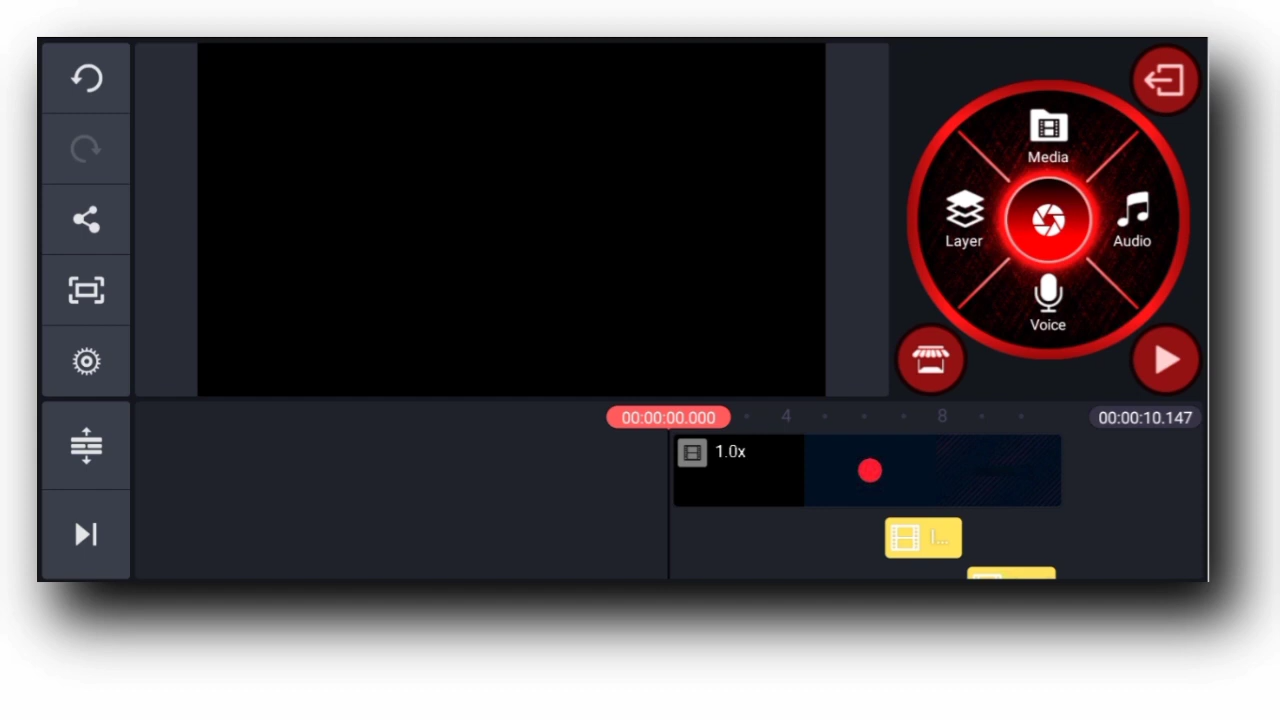 Media
Layer
Audio
Voice
00:00:00.000
4
8
00:00:10.147
1.0x
I...